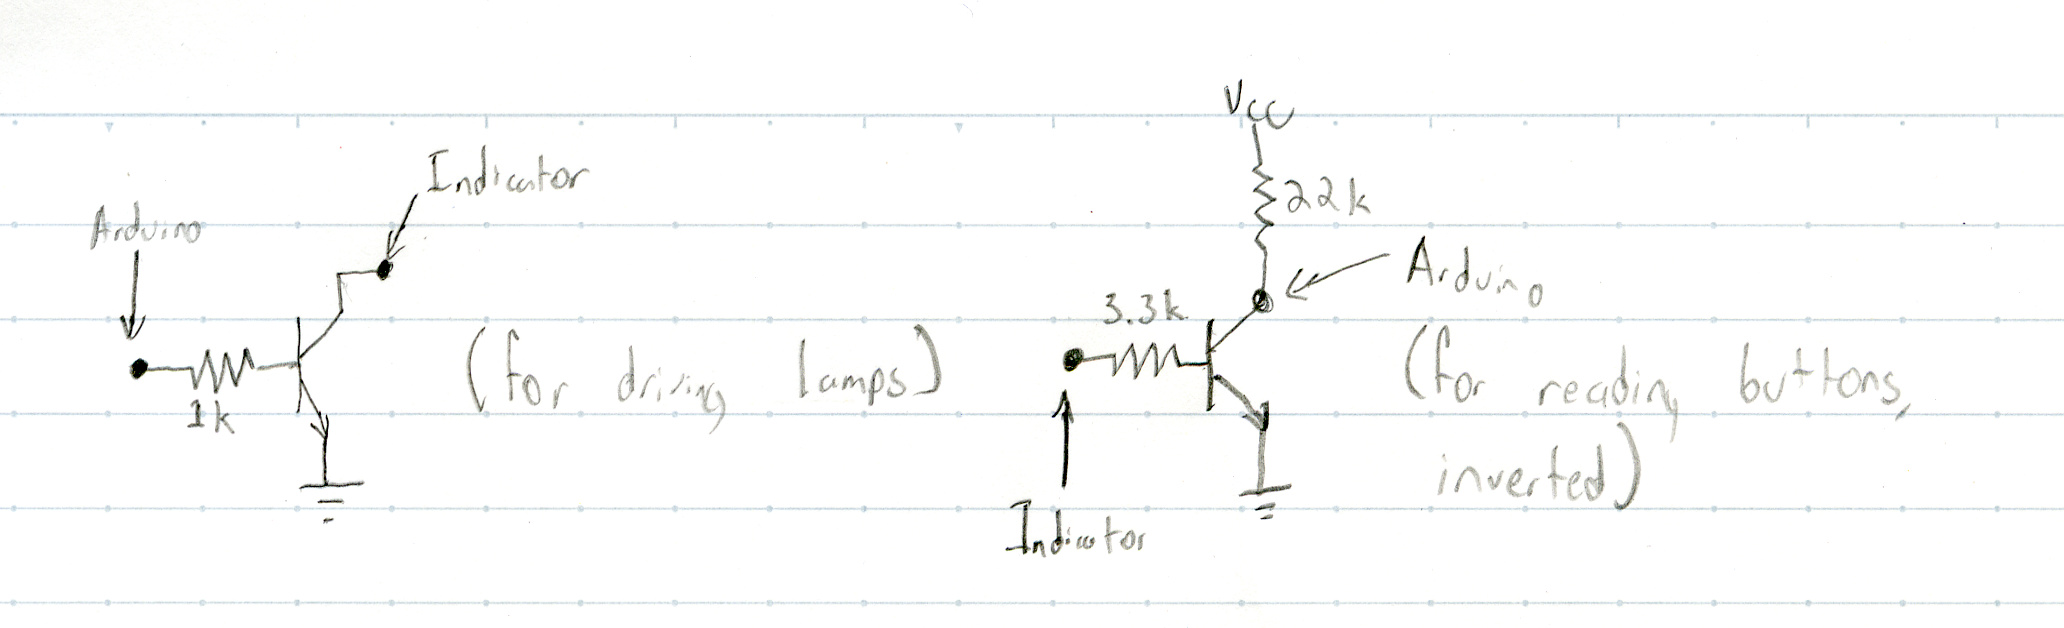 Arduino
Indicator
1k
(for driving lamps)
Vcc
22k
Arduino
3.3k
Indicator
(for reading buttons,
inverted)